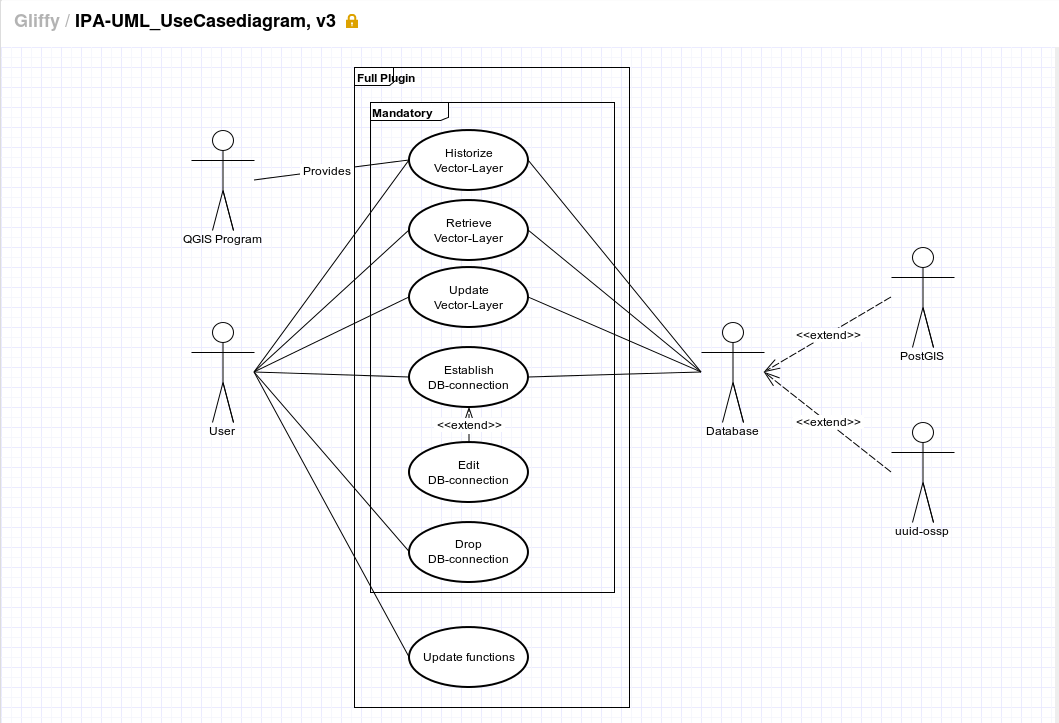 Gliffy / IPA-UML_UseCasediagram, v3
Full Plugin
Mandatory
Historize
Vector-Layer
Provides
QGIS Program
Retrieve
Vector-Layer
Update
Vector-Layer
<<extend>>
PostGIS
Establish
DB-connection
User
<<extend>>
Database
<<extend>>
Edit
DB-connection
uuid-ossp
Drop
DB-connection
Update functions